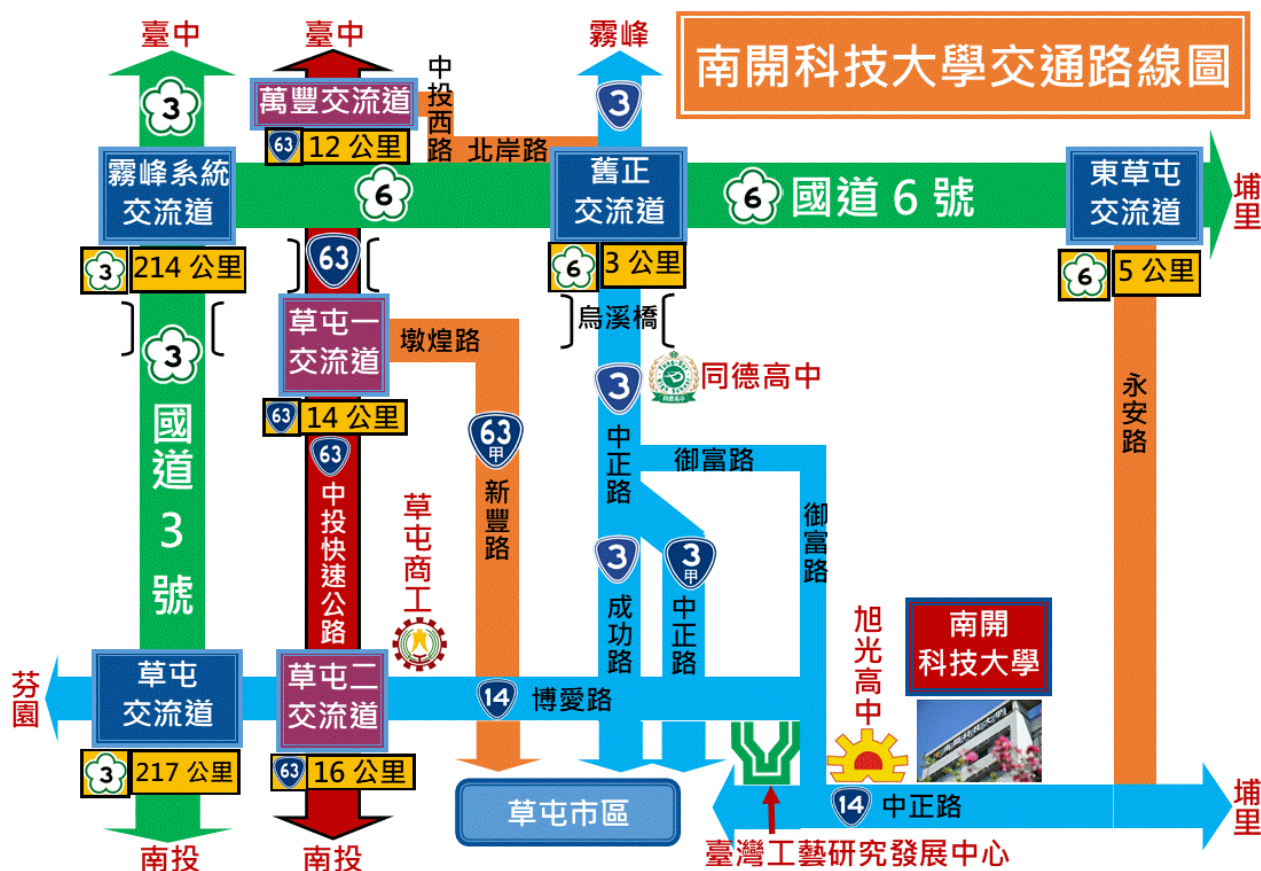 南開科技大學交通路線圖
臺中
臺中
霧峰
3
萬豐交流道
中投西路
3
63
12 公里
北岸路
霧峰系統
交流道
6
舊正
交流道
6
國道 6 號
東草屯
交流道
埔里
3
214 公里
63
6
3 公里
6
5 公里
3
草屯一
交流道
墩煌路
烏溪橋
同德高中
同德高中
3
永安路
63
14 公里
63
63
甲
國道 3 號
中投快速公路
草屯商工
新豐路
中正路
御富路
御富路
3
3
甲
成功路
中正路
旭光高中
南開
科技大學
芬園
草屯
交流道
草屯二
交流道
14
博愛路
3
217 公里
63
16 公里
草屯市區
14
中正路
埔里
南投
南投
臺灣工藝研究發展中心